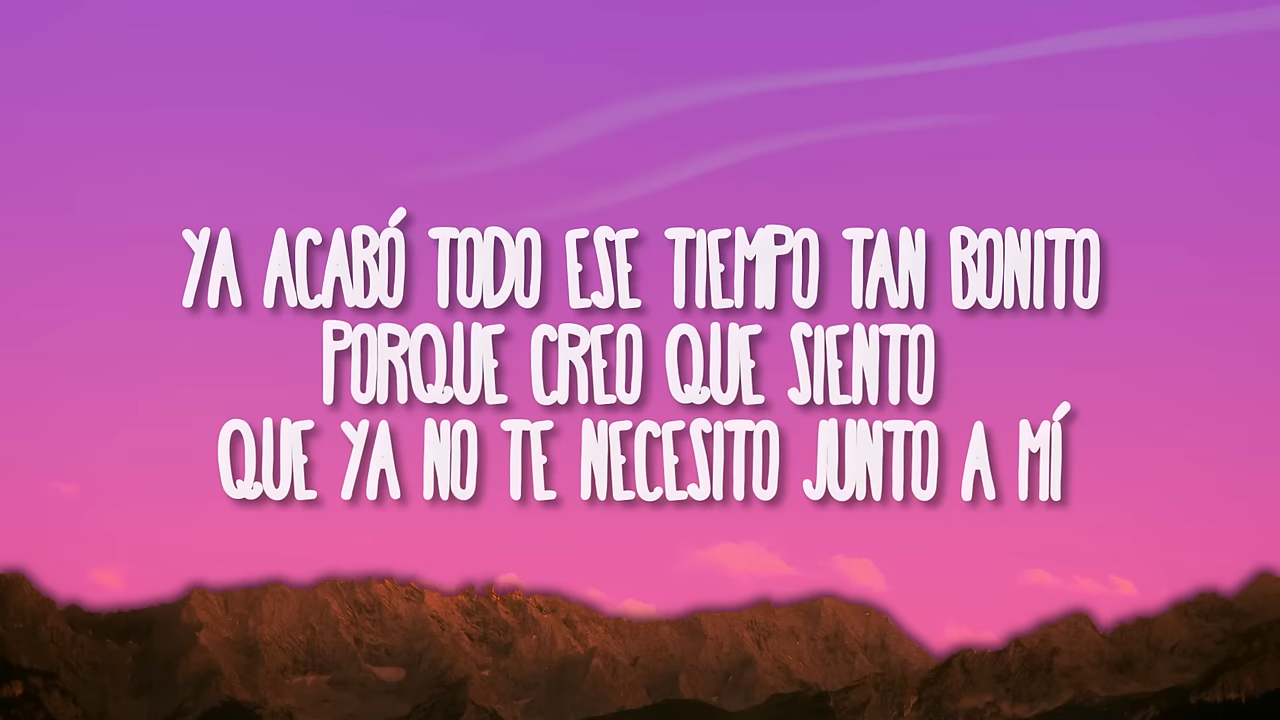 YA ACABÓ TODO ESE TIEMPO TAN BONITO
PORQUE CREO QUE SIENTO
QUE YA NO TE NECESITO JUNTO A MÍ